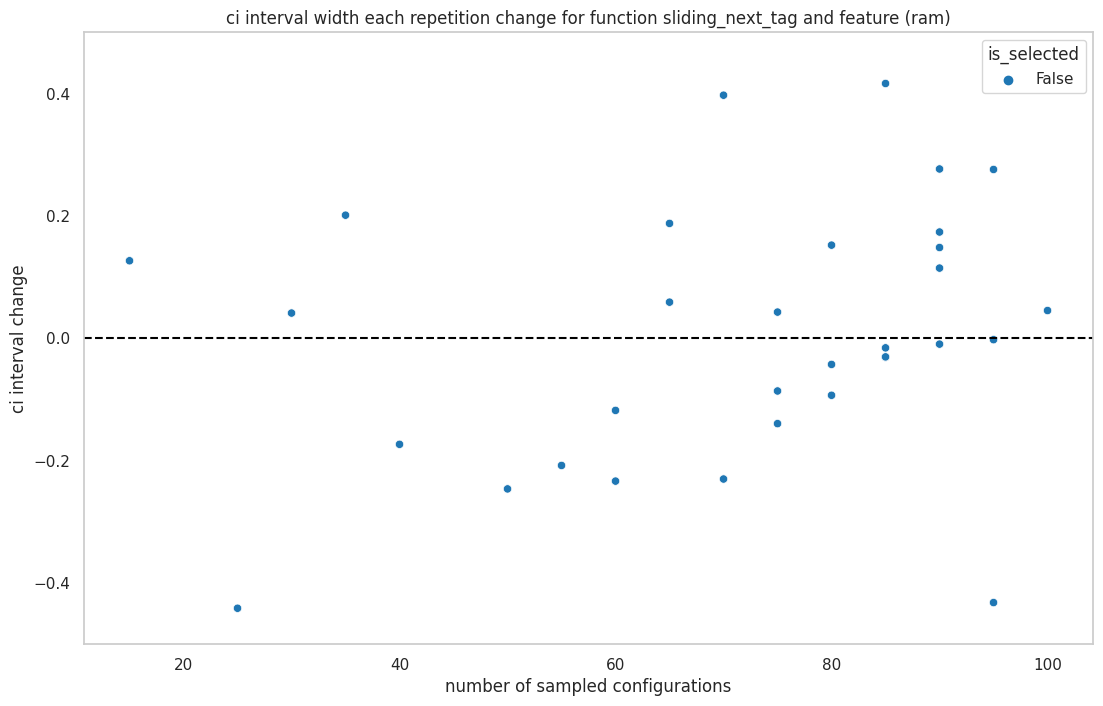 ci interval width each repetition change for function sliding_next_tag and feature (ram)
is_selected
False
ci interval change
0.4
0.2
0.0
−0.2
−0.4
20 40 60 80 100
number of sampled configurations